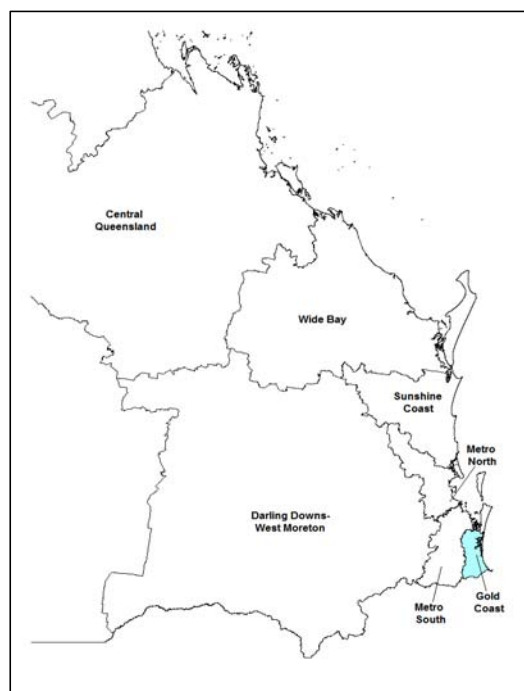 Central
Queensland
Wide Bay
Sunshine
Coast
Metro
North
Darling Downs-
West Moreton
Gold
Coast
Metro
South